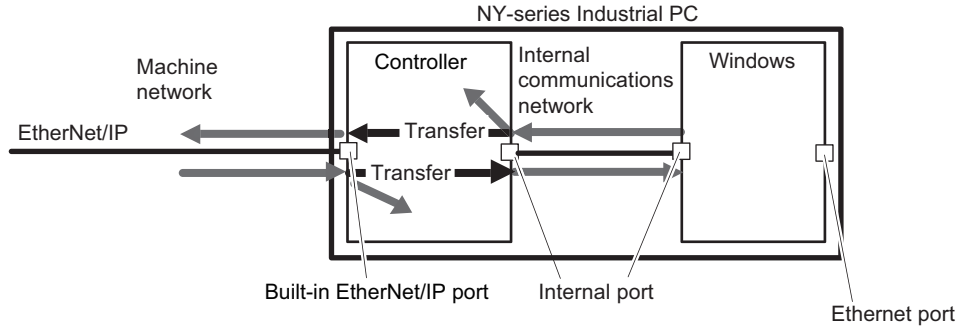 NY-series Industrial PC
Machine
network
Controller
Internal
communications
network
Windows
EtherNet/IP
Transfer
Transfer
Built-in EtherNet/IP port
Internal port
Ethernet port